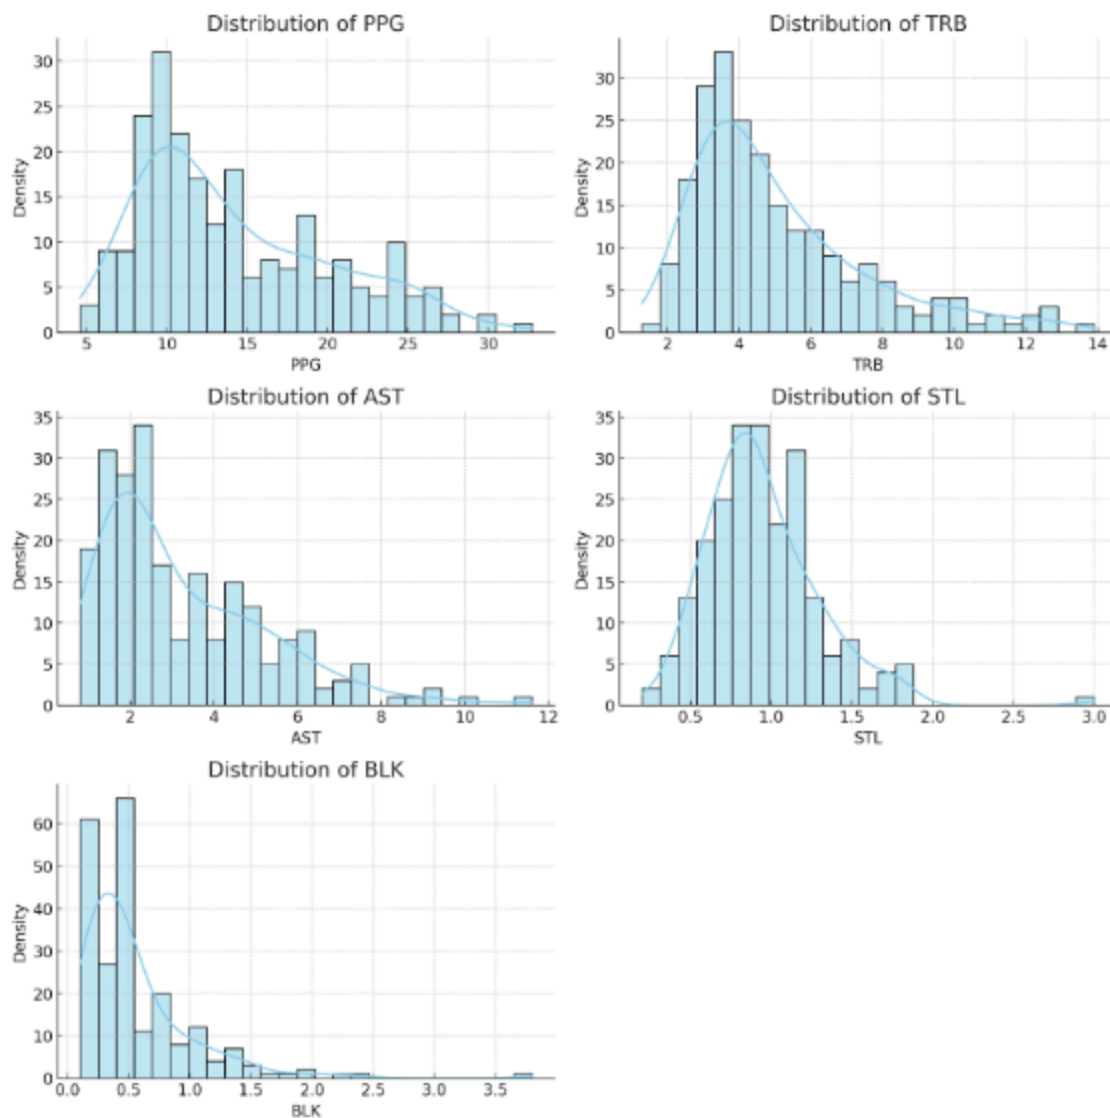 Distribution of PPG
Density
30
25
20
15
10
5
0
5 10 15 20 25 30
PPG
Distribution of TRB
Density
30
25
20
15
10
5
0
2 4 6 8 10 12 14
TRB
Distribution of AST
Density
35
30
25
20
15
10
5
0
2 4 6 8 10 12
AST
Distribution of STL
Density
35
30
25
20
15
10
5
0
0.5 1.0 1.5 2.0 2.5 3.0
STL
Distribution of BLK
Density
60
50
40
30
20
10
0
0.0 0.5 1.0 1.5 2.0 2.5 3.0 3.5
BLK